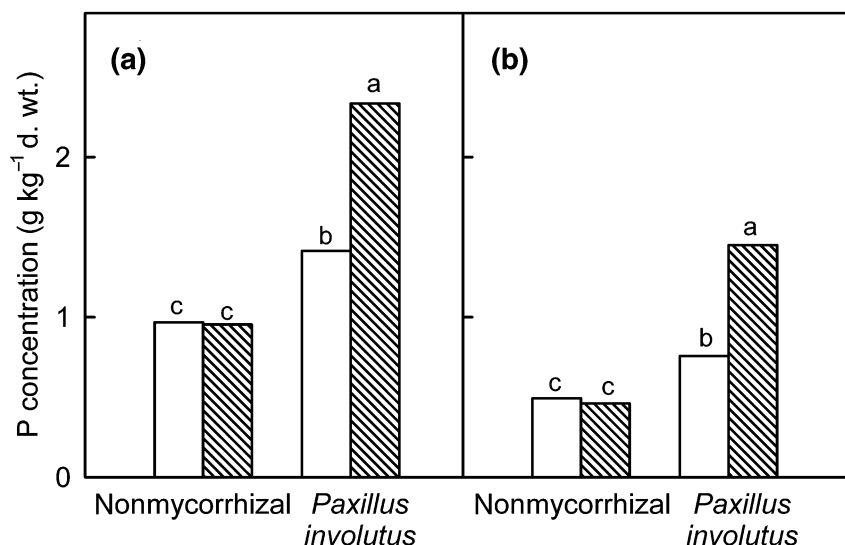 P concentration (g kg⁻¹ d. wt.)
2
1
0
(a)
c
c
b
a
Nonmycorrhizal
Paxillus
involutus
(b)
c
c
b
a
Nonmycorrhizal
Paxillus
involutus